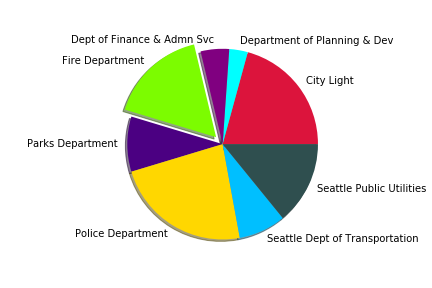 Dept of Finance & Admn Svc
Department of Planning & Dev
Fire Department
City Light
Parks Department
Seattle Public Utilities
Police Department
Seattle Dept of Transportation